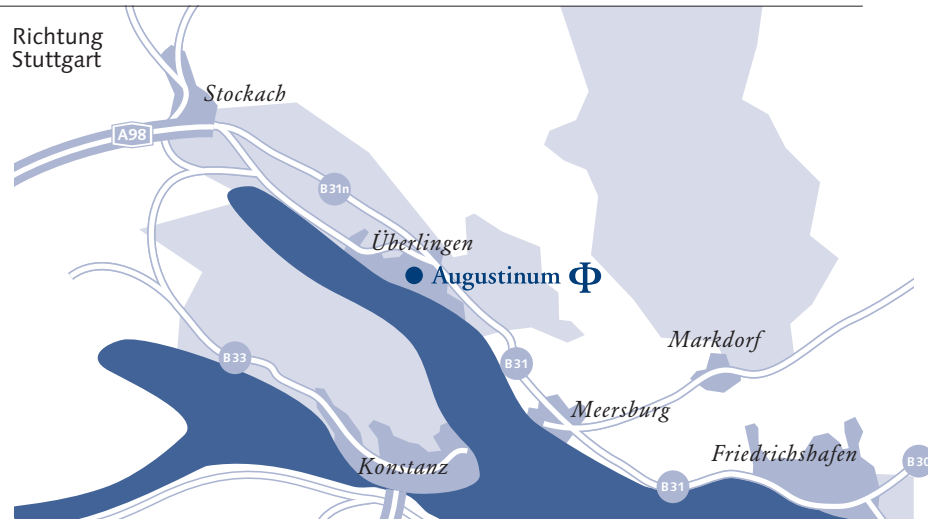 Richtung
Stuttgart
Stockach
A98
B31n
Überlingen
Augustinum Φ
Markdorf
B33
B31
Meersburg
Friedrichshafen
Konstanz
B31
B30